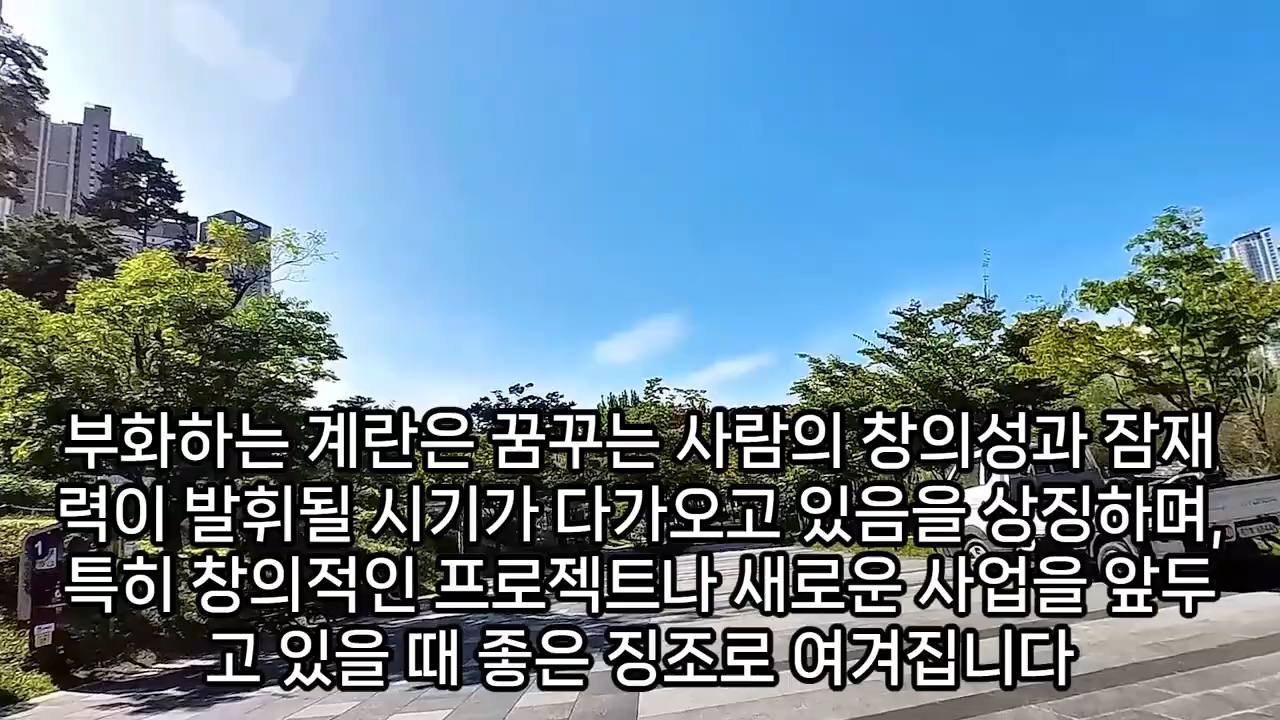 1
부화하는 계란은 꿈꾸는 사람의 창의성과 잠재
력이 발휘될 시기가 다가오고 있음을 상징하며,
특히 창의적인 프로젝트나 새로운 사업을 앞두
고 있을 때 좋은 징조로 여겨집니다